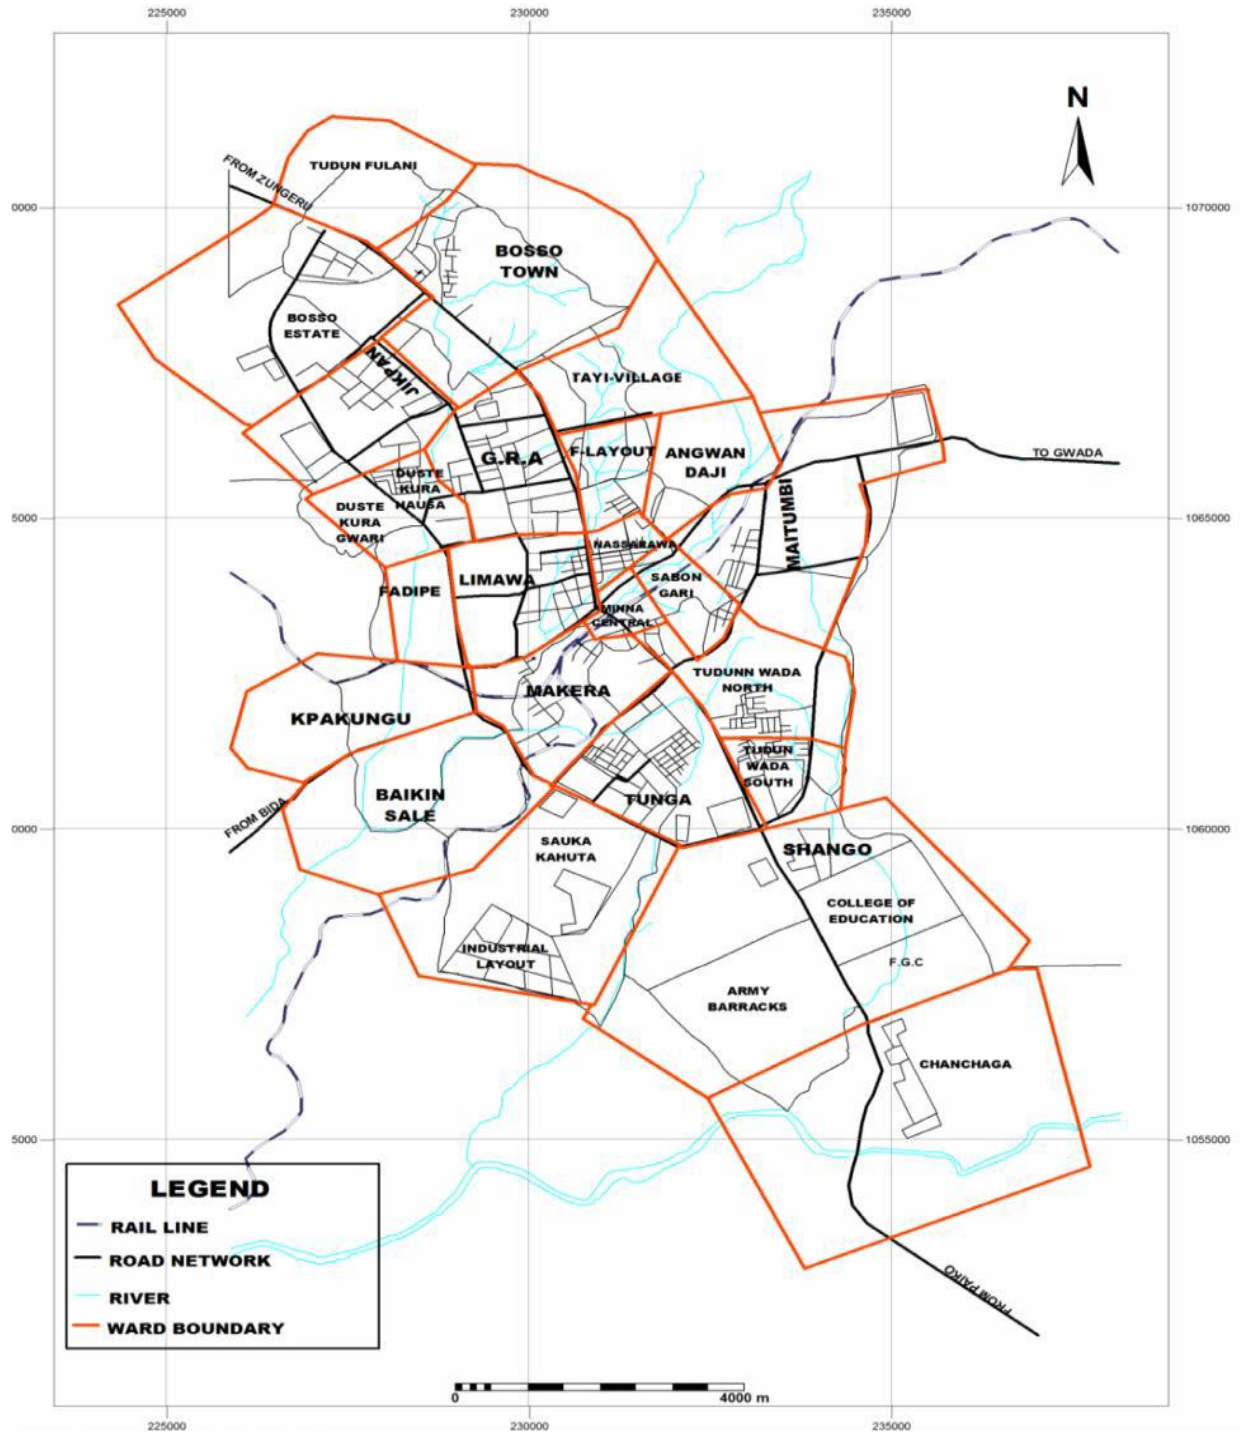 225000
230000
235000
N
TUDUN FULANI
FROM ZUNGERU
0000
1070000
BOSSO
TOWN
BOSSO
ESTATE
JIKPAN
TAYI-VILLAGE
G.R.A
F-LAYOUT
ANGWAN
DAJI
TO GWADA
DUSTE
KURA
HAUSA
DUSTE
KURA
GWARI
MAITUMBI
5000
1065000
NASSARAWA
FADIPE
LIMAWA
SABON
GARI
MINNA
CENTRAL
TUDUNN WADA
NORTH
MAKERA
KPAKUNGU
TUDUN
WADA
SOUTH
BAIKIN
SALE
TUNGA
FROM BIDA
0000
1060000
SAUKA
KAHUTA
SHANGO
COLLEGE OF
EDUCATION
INDUSTRIAL
LAYOUT
F.G.C
ARMY
BARRACKS
CHANCHAGA
5000
1055000
LEGEND
RAIL LINE
ROAD NETWORK
RIVER
WARD BOUNDARY
FROM PAIKO
0
4000 m
225000
230000
235000